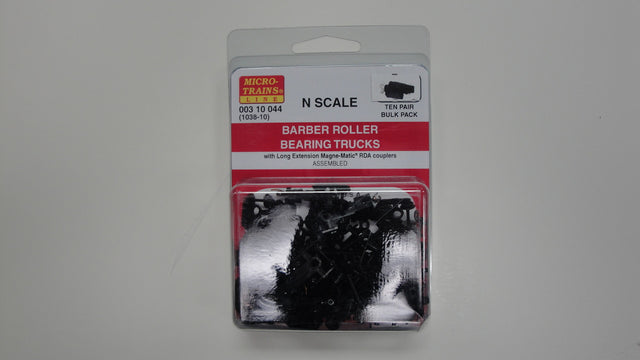 MICRO-
TRAINS®
LINE
003 10 044
(1038-10)
N SCALE
TEN PAIR
BULK PACK
BARBER ROLLER
BEARING TRUCKS
with Long Extension Magne-Matic® RDA couplers
ASSEMBLED